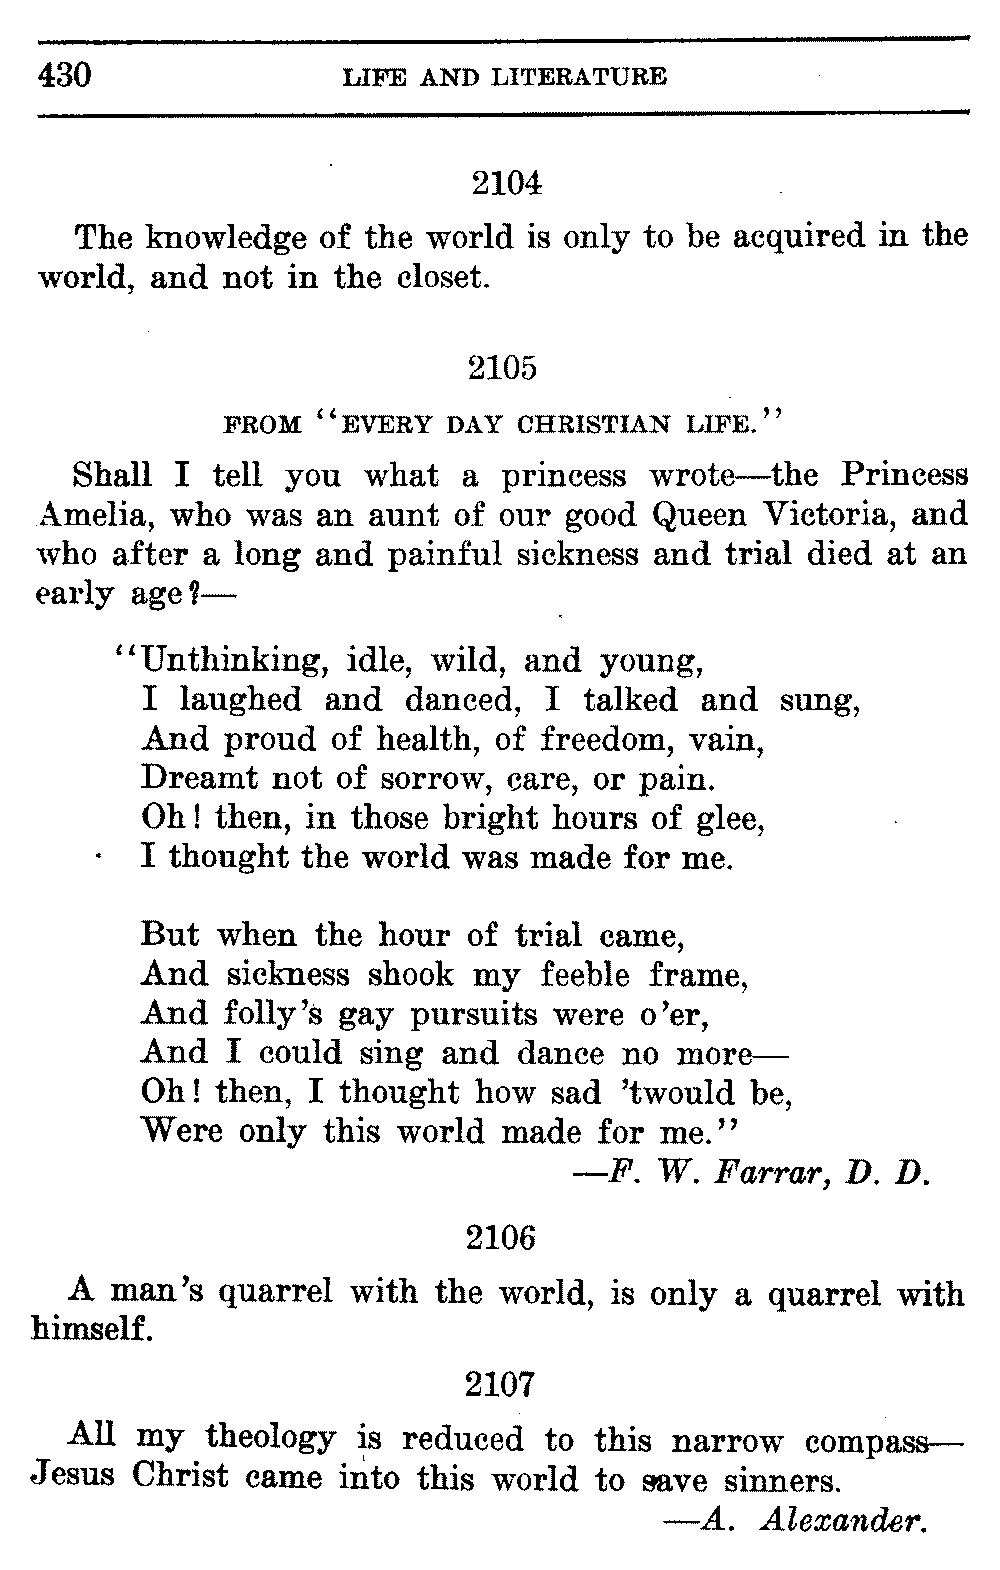 430 LIFE AND LITERATURE
2104
The knowledge of the world is only to be acquired in the
world, and not in the closet.
2105
FROM "EVERY DAY CHRISTIAN LIFE."
Shall I tell you what a princess wrote—the Princess
Amelia, who was an aunt of our good Queen Victoria, and
who after a long and painful sickness and trial died at an
early age?—
"Unthinking, idle, wild, and young,
I laughed and danced, I talked and sung,
And proud of health, of freedom, vain,
Dreamt not of sorrow, care, or pain.
Oh! then, in those bright hours of glee,
I thought the world was made for me.
But when the hour of trial came,
And sickness shook my feeble frame,
And folly's gay pursuits were o'er,
And I could sing and dance no more—
Oh! then, I thought how sad 'twould be,
Were only this world made for me."
—F. W. Farrar, D. D.
2106
A man's quarrel with the world, is only a quarrel with
himself.
2107
All my theology is reduced to this narrow compass—
Jesus Christ came into this world to save sinners.
—A. Alexander.